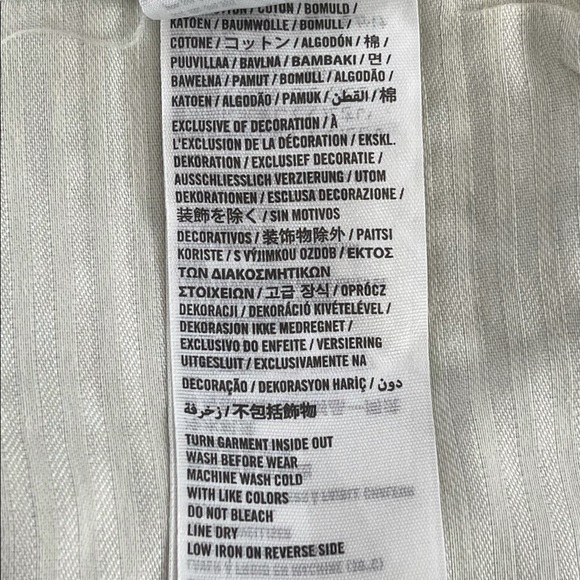 COTON / BOMULD /
KATOEN / BAUMWOLLE / BOMULL /
COTONE / コットン / ALGODÓN / 棉 /
PUUVILLAA / BAVLNA / ΒΑΜΒΑΚΙ / 면 /
BAWEŁNA / PAMUT / BOMULL / ALGODÃO /
KATOEN / ALGODÃO / PAMUK / القطن / 棉
EXCLUSIVE OF DECORATION / À
L'EXCLUSION DE LA DÉCORATION / EKSKL.
DEKORATION / EXCLUSIEF DECORATIE /
AUSSCHLIESSLICH VERZIERUNG / UTOM
DEKORATIONEN / ESCLUSA DECORAZIONE /
装飾を除く / SIN MOTIVOS
DECORATIVOS / 装饰物除外 / PAITSI
KORISTE / S VÝJIMKOU OZDOB / ΕΚΤΟΣ
ΤΩΝ ΔΙΑΚΟΣΜΗΤΙΚΩΝ
ΣΤΟΙΧΕΙΩΝ / 고급 장식 / OPRÓCZ
DEKORACJI / DEKORÁCIÓ KIVÉTELÉVEL /
DEKORASJON IKKE MEDREGNET /
EXCLUSIVO DO ENFEITE / VERSIERING
UITGESLUIT / EXCLUSIVAMENTE NA
DECORAÇÃO / DEKORASYON HARİÇ / دون
زخرفة / 不包括飾物
TURN GARMENT INSIDE OUT
WASH BEFORE WEAR
MACHINE WASH COLD
WITH LIKE COLORS
DO NOT BLEACH
LINE DRY
LOW IRON ON REVERSE SIDE